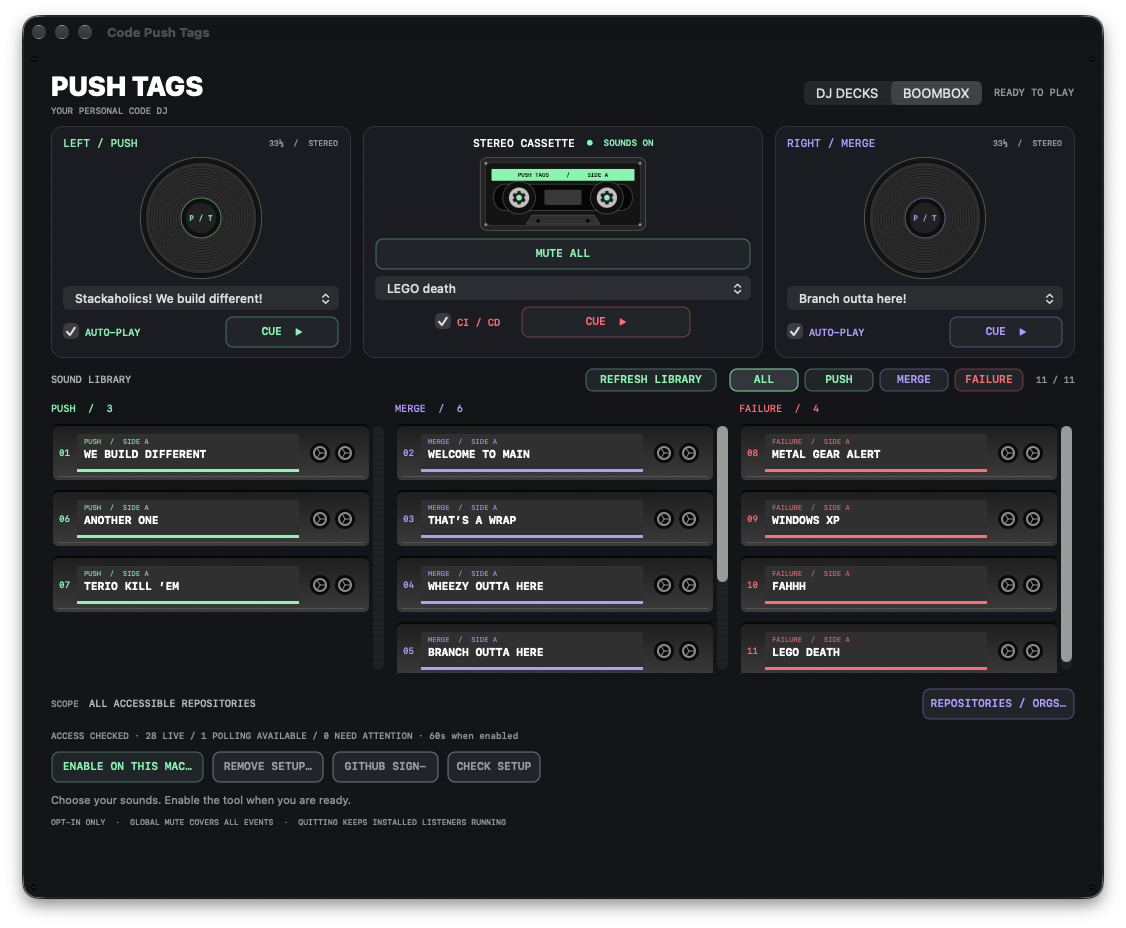 Code Push Tags
PUSH TAGS
YOUR PERSONAL CODE DJ
DJ DECKS
BOOMBOX
READY TO PLAY
LEFT / PUSH
33⅓ / STEREO
P / T
Stackaholics! We build different!
AUTO-PLAY
CUE
STEREO CASSETTE
SOUNDS ON
PUSH TAGS / SIDE A
MUTE ALL
LEGO death
CI / CD
CUE
RIGHT / MERGE
33⅓ / STEREO
P / T
Branch outta here!
AUTO-PLAY
CUE
SOUND LIBRARY
REFRESH LIBRARY
ALL
PUSH
MERGE
FAILURE
11 / 11
PUSH / 3
01
PUSH / SIDE A
WE BUILD DIFFERENT
06
PUSH / SIDE A
ANOTHER ONE
07
PUSH / SIDE A
TERIO KILL 'EM
MERGE / 6
02
MERGE / SIDE A
WELCOME TO MAIN
03
MERGE / SIDE A
THAT'S A WRAP
04
MERGE / SIDE A
WHEEZY OUTTA HERE
05
MERGE / SIDE A
BRANCH OUTTA HERE
FAILURE / 4
08
FAILURE / SIDE A
METAL GEAR ALERT
09
FAILURE / SIDE A
WINDOWS XP
10
FAILURE / SIDE A
FAHHH
11
FAILURE / SIDE A
LEGO DEATH
SCOPE ALL ACCESSIBLE REPOSITORIES
REPOSITORIES / ORGS…
ACCESS CHECKED · 28 LIVE / 1 POLLING AVAILABLE / 0 NEED ATTENTION · 60s when enabled
ENABLE ON THIS MAC…
REMOVE SETUP…
GITHUB SIGN-
CHECK SETUP
Choose your sounds. Enable the tool when you are ready.
OPT-IN ONLY · GLOBAL MUTE COVERS ALL EVENTS · QUITTING KEEPS INSTALLED LISTENERS RUNNING